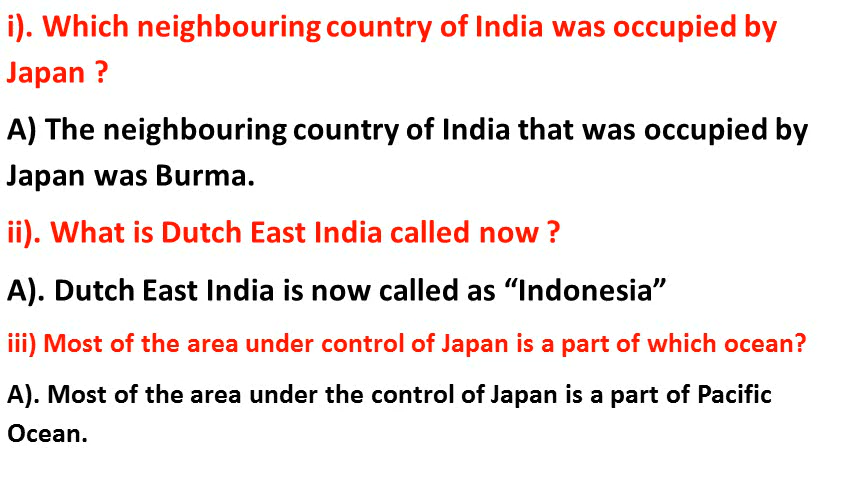 i). Which neighbouring country of India was occupied by
Japan ?
A) The neighbouring country of India that was occupied by
Japan was Burma.
ii). What is Dutch East India called now ?
A). Dutch East India is now called as “Indonesia”
iii) Most of the area under control of Japan is a part of which ocean?
A). Most of the area under the control of Japan is a part of Pacific
Ocean.